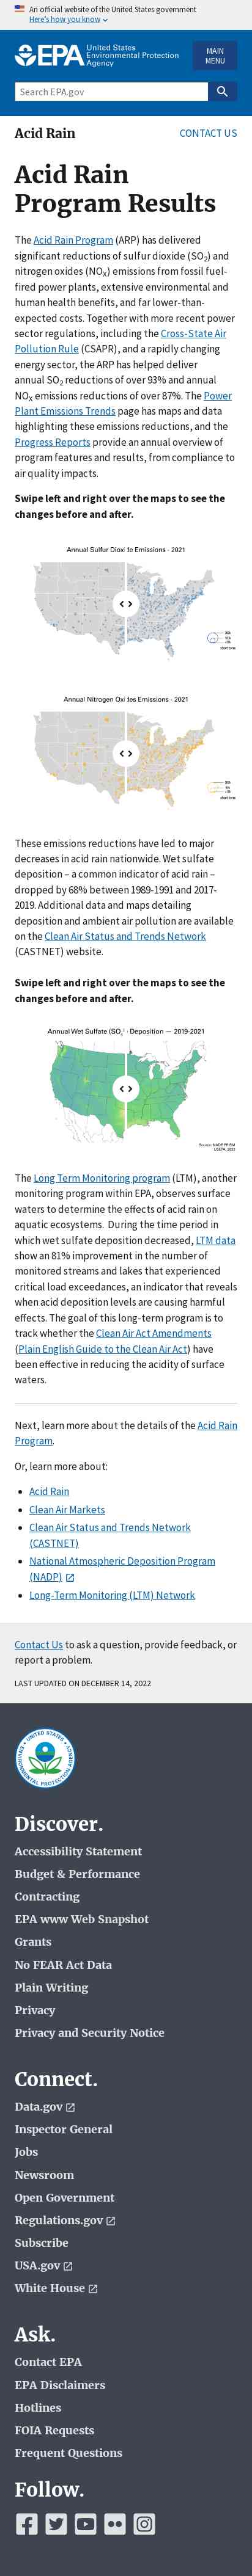 An official website of the United States government
Here's how you know
EPA United States Environmental Protection Agency
MAIN MENU
Search EPA.gov
Acid Rain
CONTACT US
Acid Rain
Program Results
The Acid Rain Program (ARP) has delivered
significant reductions of sulfur dioxide (SO2) and
nitrogen oxides (NOX) emissions from fossil fuel-
fired power plants, extensive environmental and
human health benefits, and far lower-than-
expected costs. Together with more recent power
sector regulations, including the Cross-State Air
Pollution Rule (CSAPR), and a rapidly changing
energy sector, the ARP has helped deliver
annual SO2 reductions of over 93% and annual
NOX emissions reductions of over 87%. The Power
Plant Emissions Trends page has maps and data
highlighting these emissions reductions, and the
Progress Reports provide an annual overview of
program features and results, from compliance to
air quality impacts.
Swipe left and right over the maps to see the
changes before and after.
Annual Sulfur Dioxide Emissions - 2021
short tons
Annual Nitrogen Oxides Emissions - 2021
short tons
These emissions reductions have led to major
decreases in acid rain nationwide. Wet sulfate
deposition – a common indicator of acid rain –
dropped by 68% between 1989-1991 and 2017-
2019. Additional data and maps detailing
deposition and ambient air pollution are available
on the Clean Air Status and Trends Network
(CASTNET) website.
Swipe left and right over the maps to see the
changes before and after.
Annual Wet Sulfate Deposition — 2019-2021
The Long Term Monitoring program (LTM), another
monitoring program within EPA, observes surface
waters to determine the effects of acid rain on
aquatic ecosystems. During the time period in
which wet sulfate deposition decreased, LTM data
show an 81% improvement in the number of
monitored streams and lakes that experienced
critical load exceedances, an indicator that reveals
when acid deposition levels are causing harmful
effects. The goal of this long-term program is to
track whether the Clean Air Act Amendments
(Plain English Guide to the Clean Air Act) have
been effective in reducing the acidity of surface
waters.
Next, learn more about the details of the Acid Rain
Program.
Or, learn more about:
Acid Rain
Clean Air Markets
Clean Air Status and Trends Network
(CASTNET)
National Atmospheric Deposition Program
(NADP)
Long-Term Monitoring (LTM) Network
Contact Us to ask a question, provide feedback, or
report a problem.
LAST UPDATED ON DECEMBER 14, 2022
UNITED STATES ENVIRONMENTAL PROTECTION AGENCY
Discover.
Accessibility Statement
Budget & Performance
Contracting
EPA www Web Snapshot
Grants
No FEAR Act Data
Plain Writing
Privacy
Privacy and Security Notice
Connect.
Data.gov
Inspector General
Jobs
Newsroom
Open Government
Regulations.gov
Subscribe
USA.gov
White House
Ask.
Contact EPA
EPA Disclaimers
Hotlines
FOIA Requests
Frequent Questions
Follow.